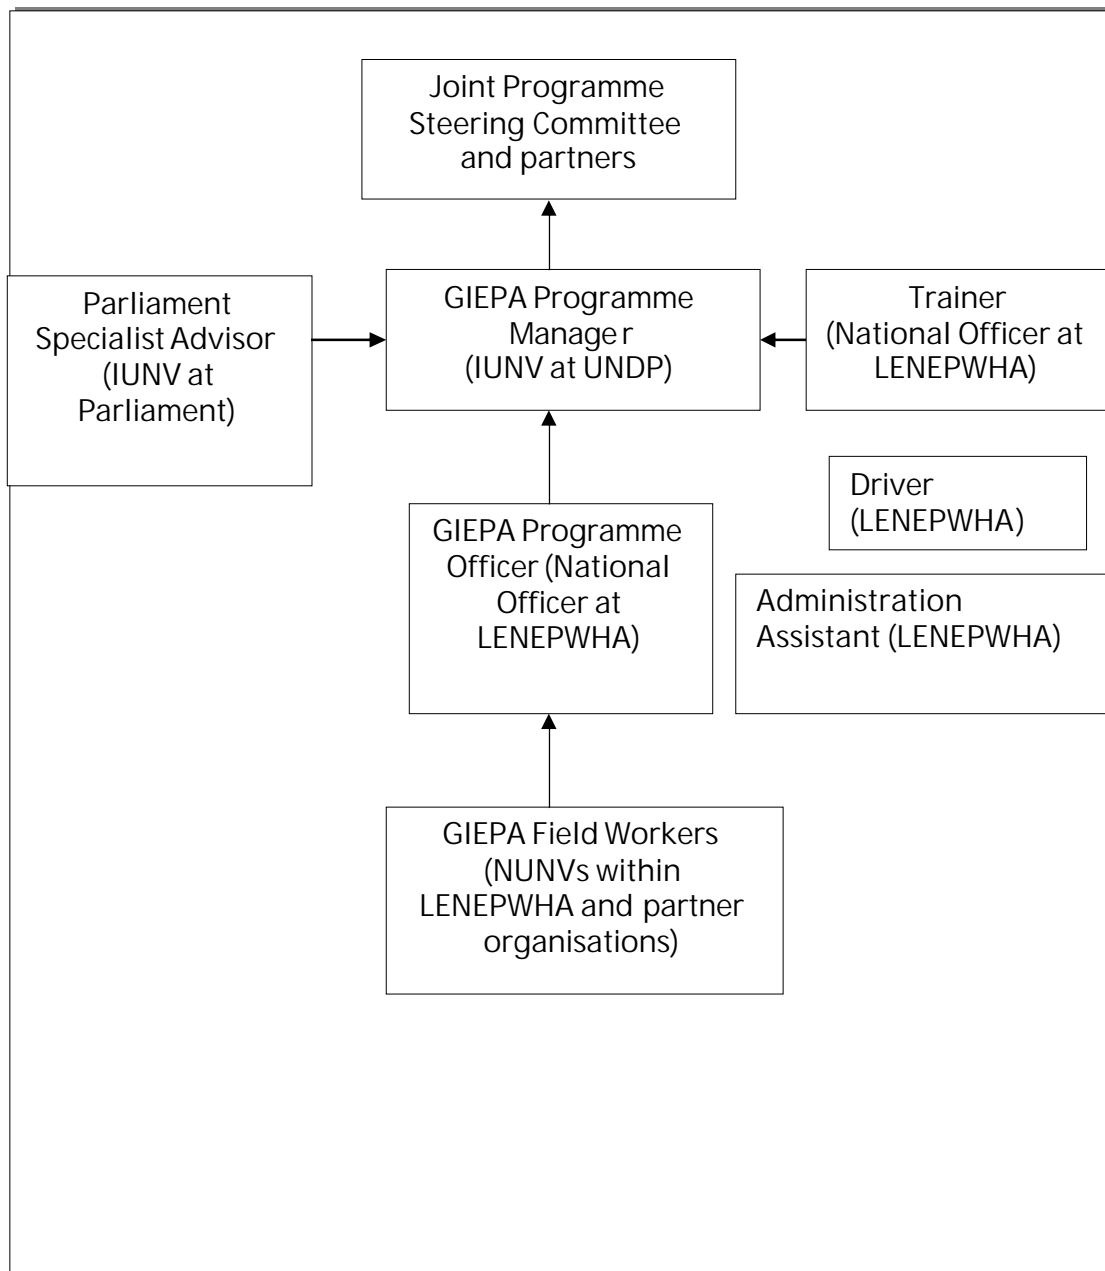 Joint Programme
Steering Committee
and partners
Parliament
Specialist Advisor
(IUNV at
Parliament)
GIEPA Programme
Manager
(IUNV at UNDP)
Trainer
(National Officer at
LENEPWHA)
Driver
(LENEPWHA)
GIEPA Programme
Officer (National
Officer at
LENEPWHA)
Administration
Assistant (LENEPWHA)
GIEPA Field Workers
(NUNVs within
LENEPWHA and partner
organisations)